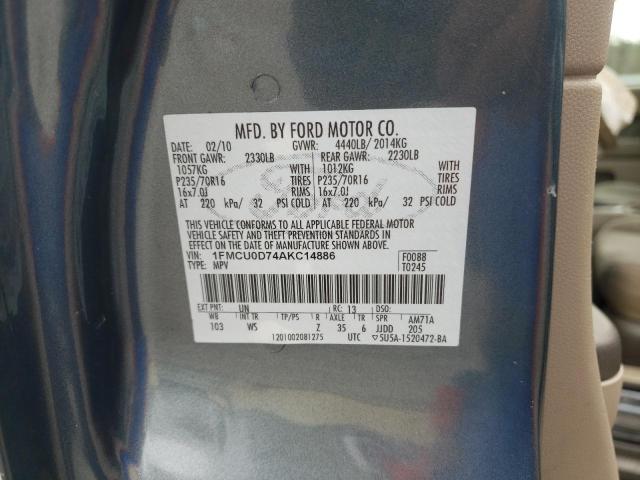 MFD. BY FORD MOTOR CO.
DATE: 02/10 GVWR: 4440LB/ 2014KG
FRONT GAWR: 2330LB REAR GAWR: 2230LB
1057KG WITH 1012KG WITH
P235/70R16 TIRES P235/70R16 TIRES
16x7.0J RIMS 16x7.0J RIMS
AT 220 kPa/ 32 PSI COLD AT 220 kPa/ 32 PSI COLD
THIS VEHICLE CONFORMS TO ALL APPLICABLE FEDERAL MOTOR
VEHICLE SAFETY AND THEFT PREVENTION STANDARDS IN
EFFECT ON THE DATE OF MANUFACTURE SHOWN ABOVE.
VIN: 1FMCU0D74AKC14886 F0088
TYPE: MPV T0245
EXT PNT: UN RC: 13 DSO:
WB INT TR TP/PS R AXLE TR SPR AM71A
103 WS Z 35 6 JJDD 205
1201002081275 UTC ▽5U5A-1520472-BA
Ford